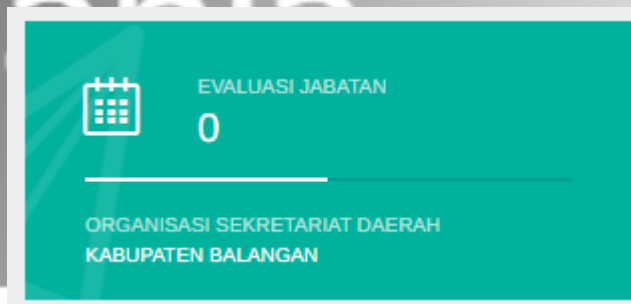 EVALUASI JABATAN
0
ORGANISASI SEKRETARIAT DAERAH
KABUPATEN BALANGAN